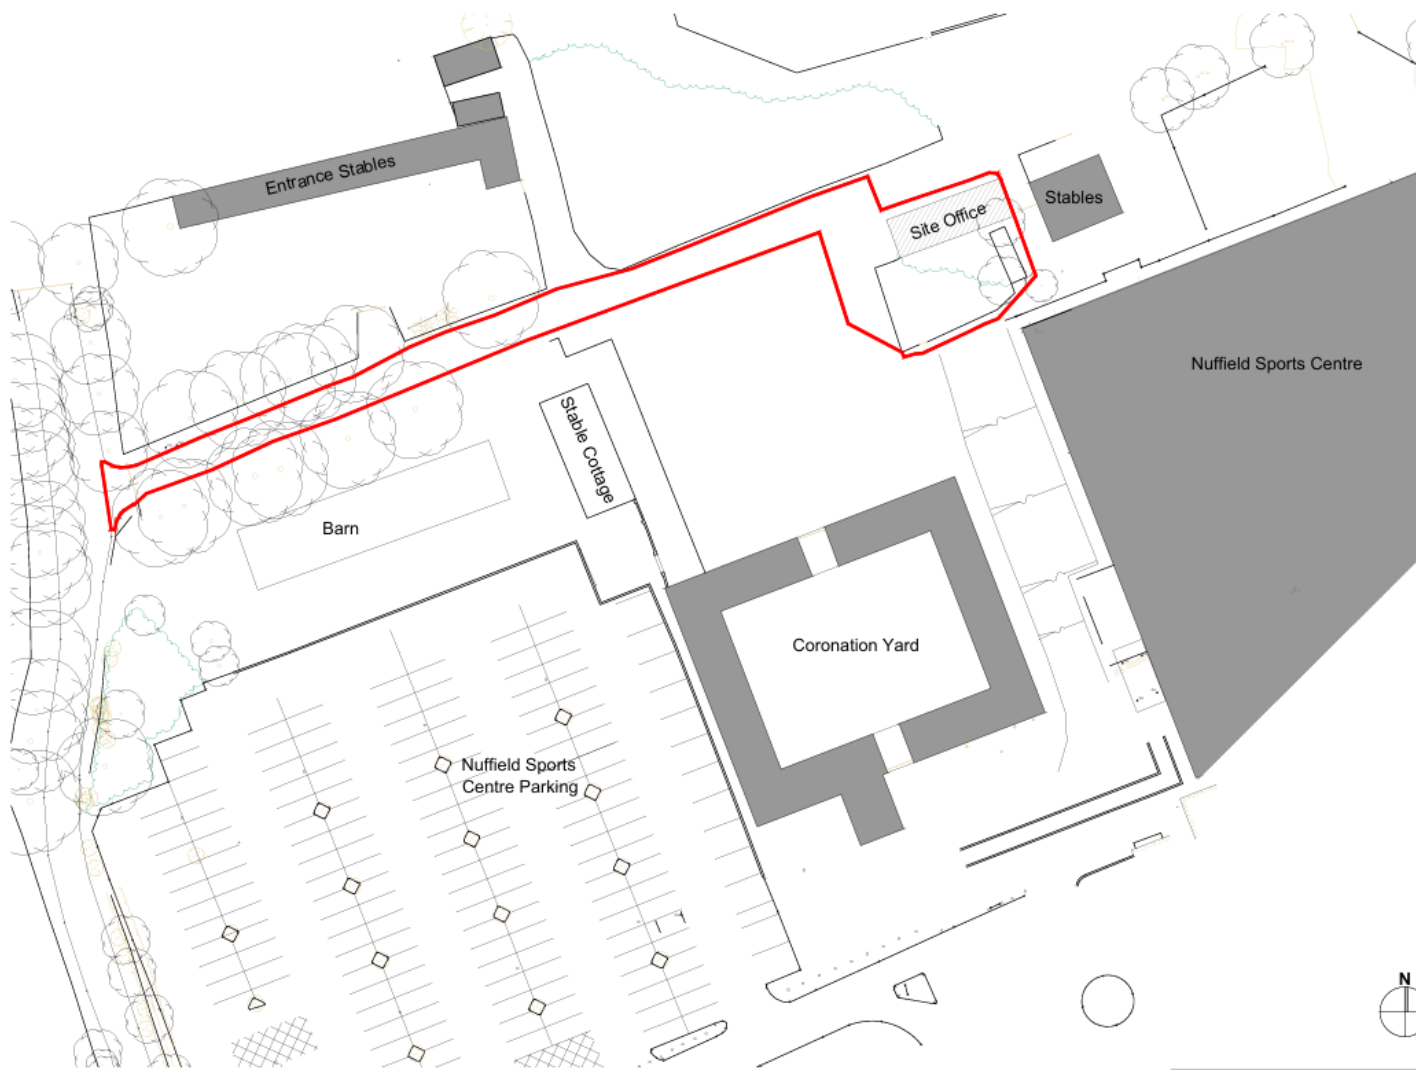 Entrance Stables
Stables
Site Office
Nuffield Sports Centre
Stable Cottage
Barn
Coronation Yard
Nuffield Sports
Centre Parking
N